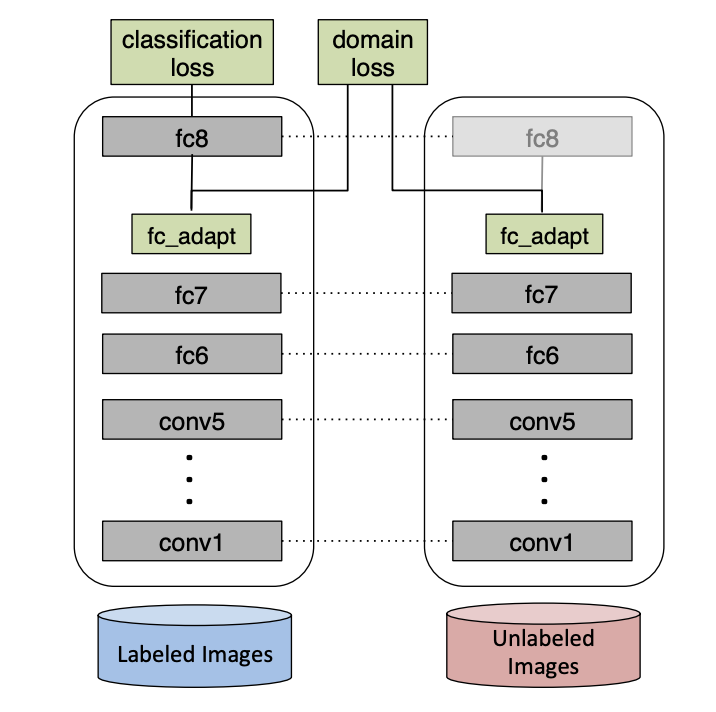 classification
loss
domain
loss
fc8
fc8
fc_adapt
fc_adapt
fc7
fc7
fc6
fc6
conv5
conv5
conv1
conv1
Labeled Images
Unlabeled
Images